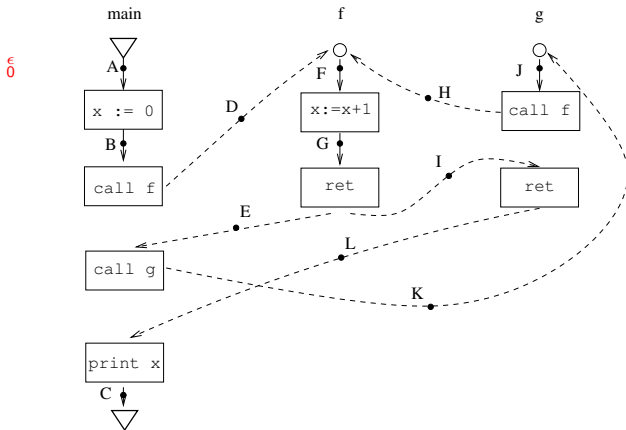 main f g
ϵ
0
A
F
J
x := 0
D
x:=x+1
H
call f
B
G
call f
ret
I
ret
E
L
call g
K
print x
C